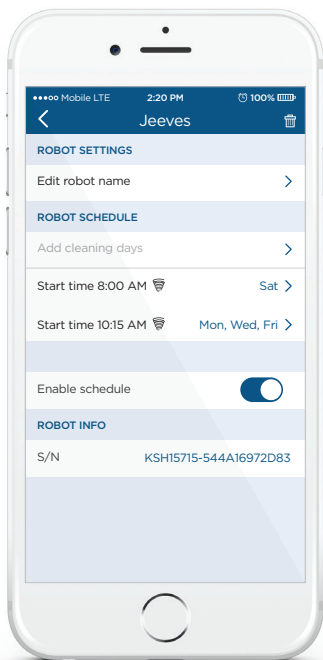 Mobile LTE 2:20 PM 100%
Jeeves
ROBOT SETTINGS
Edit robot name
ROBOT SCHEDULE
Add cleaning days
Start time 8:00 AM Sat
Start time 10:15 AM Mon, Wed, Fri
Enable schedule
ROBOT INFO
S/N KSH15715-544A16972D83